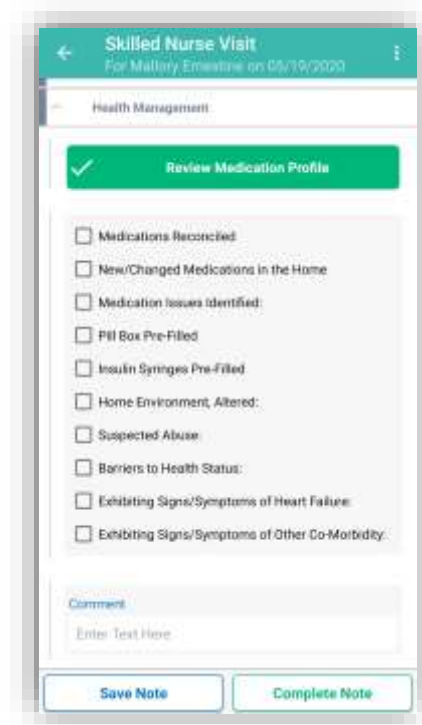 Skilled Nurse Visit
For Mallory Ernestine on 05/19/2020
Health Management
Review Medication Profile
Medications Reconciled
New/Changed Medications in the Home
Medication Issues Identified:
Pill Box Pre-Filled
Insulin Syringes Pre-Filled
Home Environment, Altered:
Suspected Abuse:
Barriers to Health Status:
Exhibiting Signs/Symptoms of Heart Failure:
Exhibiting Signs/Symptoms of Other Co-Morbidity:
Comment
Enter Text Here
Save Note
Complete Note